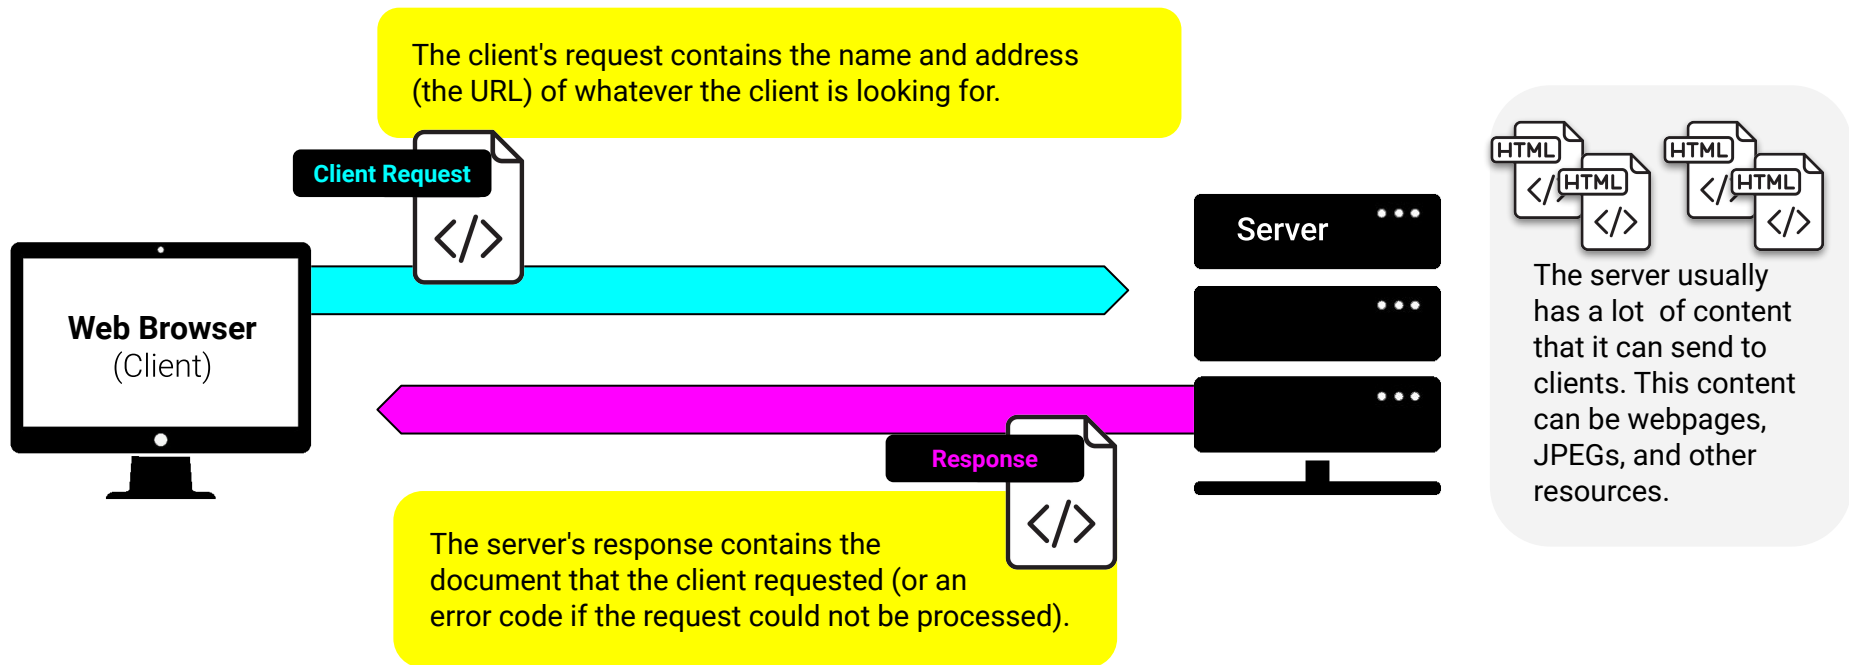 The client's request contains the name and address
(the URL) of whatever the client is looking for.
Client Request
</>
Web Browser
(Client)
Server
Response
</>
The server's response contains the
document that the client requested (or an
error code if the request could not be processed).
HTML
</>
HTML
</>
HTML
</>
HTML
</>
The server usually
has a lot of content
that it can send to
clients. This content
can be webpages,
JPEGs, and other
resources.